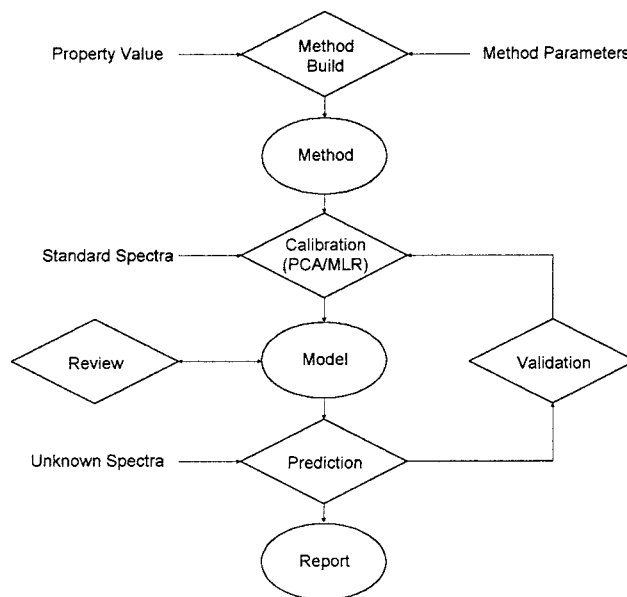 Property Value
Method
Build
Method Parameters
Method
Standard Spectra
Calibration
(PCA/MLR)
Review
Model
Validation
Unknown Spectra
Prediction
Report